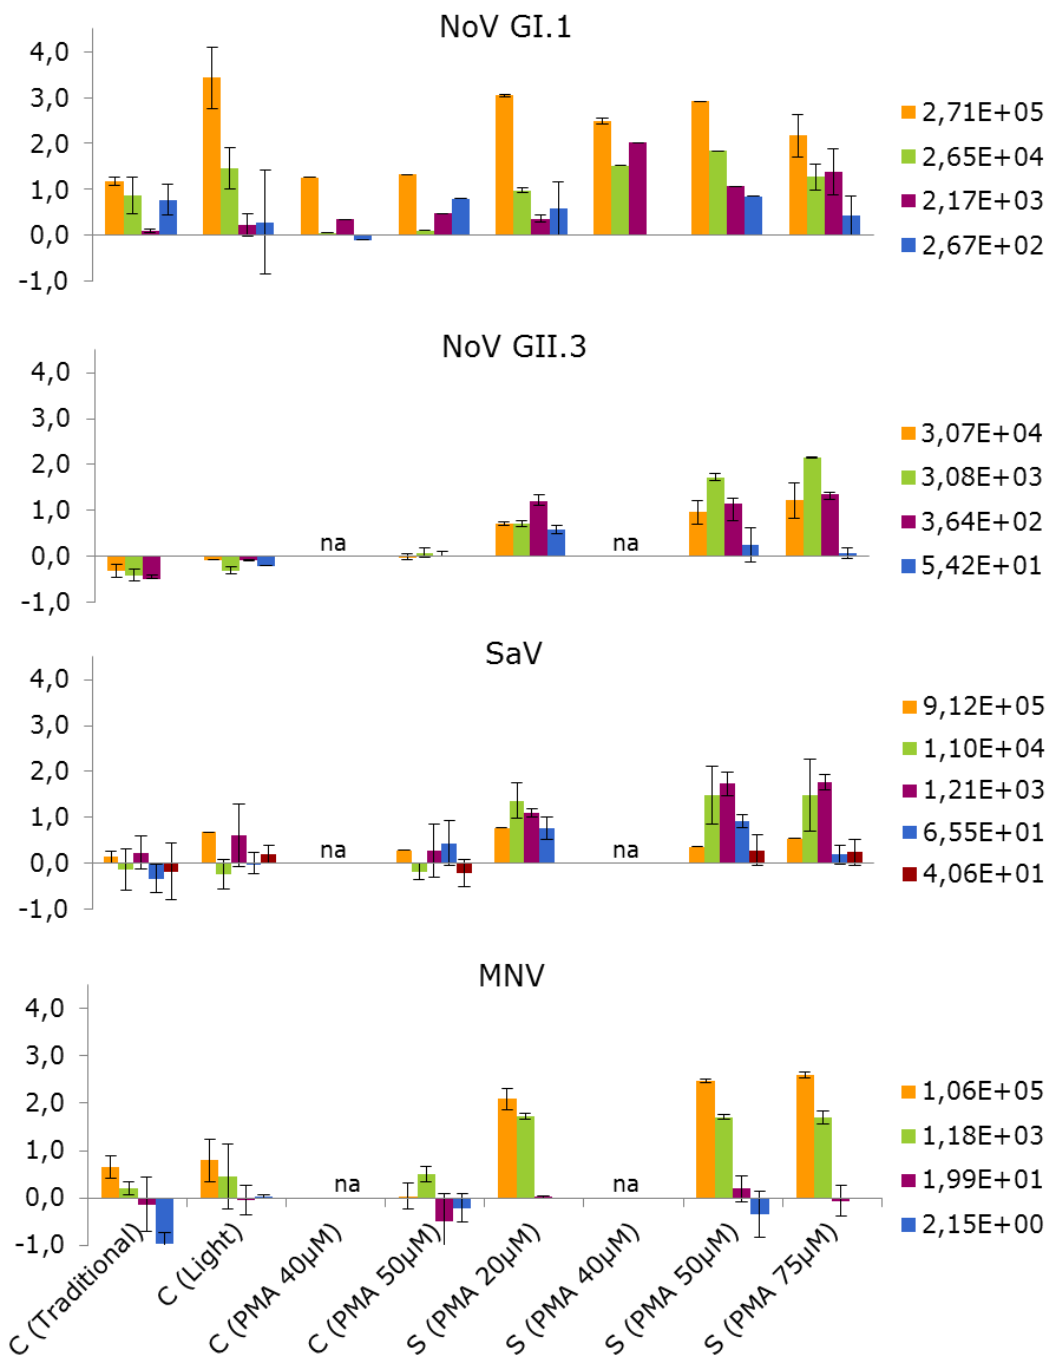 NoV GI.1
4,0
3,0
2,0
1,0
0,0
-1,0
2,71E+05
2,65E+04
2,17E+03
2,67E+02
NoV GII.3
4,0
3,0
2,0
1,0
0,0
-1,0
na
na
3,07E+04
3,08E+03
3,64E+02
5,42E+01
SaV
4,0
3,0
2,0
1,0
0,0
-1,0
na
na
9,12E+05
1,10E+04
1,21E+03
6,55E+01
4,06E+01
MNV
4,0
3,0
2,0
1,0
0,0
-1,0
na
na
1,06E+05
1,18E+03
1,99E+01
2,15E+00
C (Traditional)
C (Light)
C (PMA 40µM)
C (PMA 50µM)
S (PMA 20µM)
S (PMA 40µM)
S (PMA 50µM)
S (PMA 75µM)